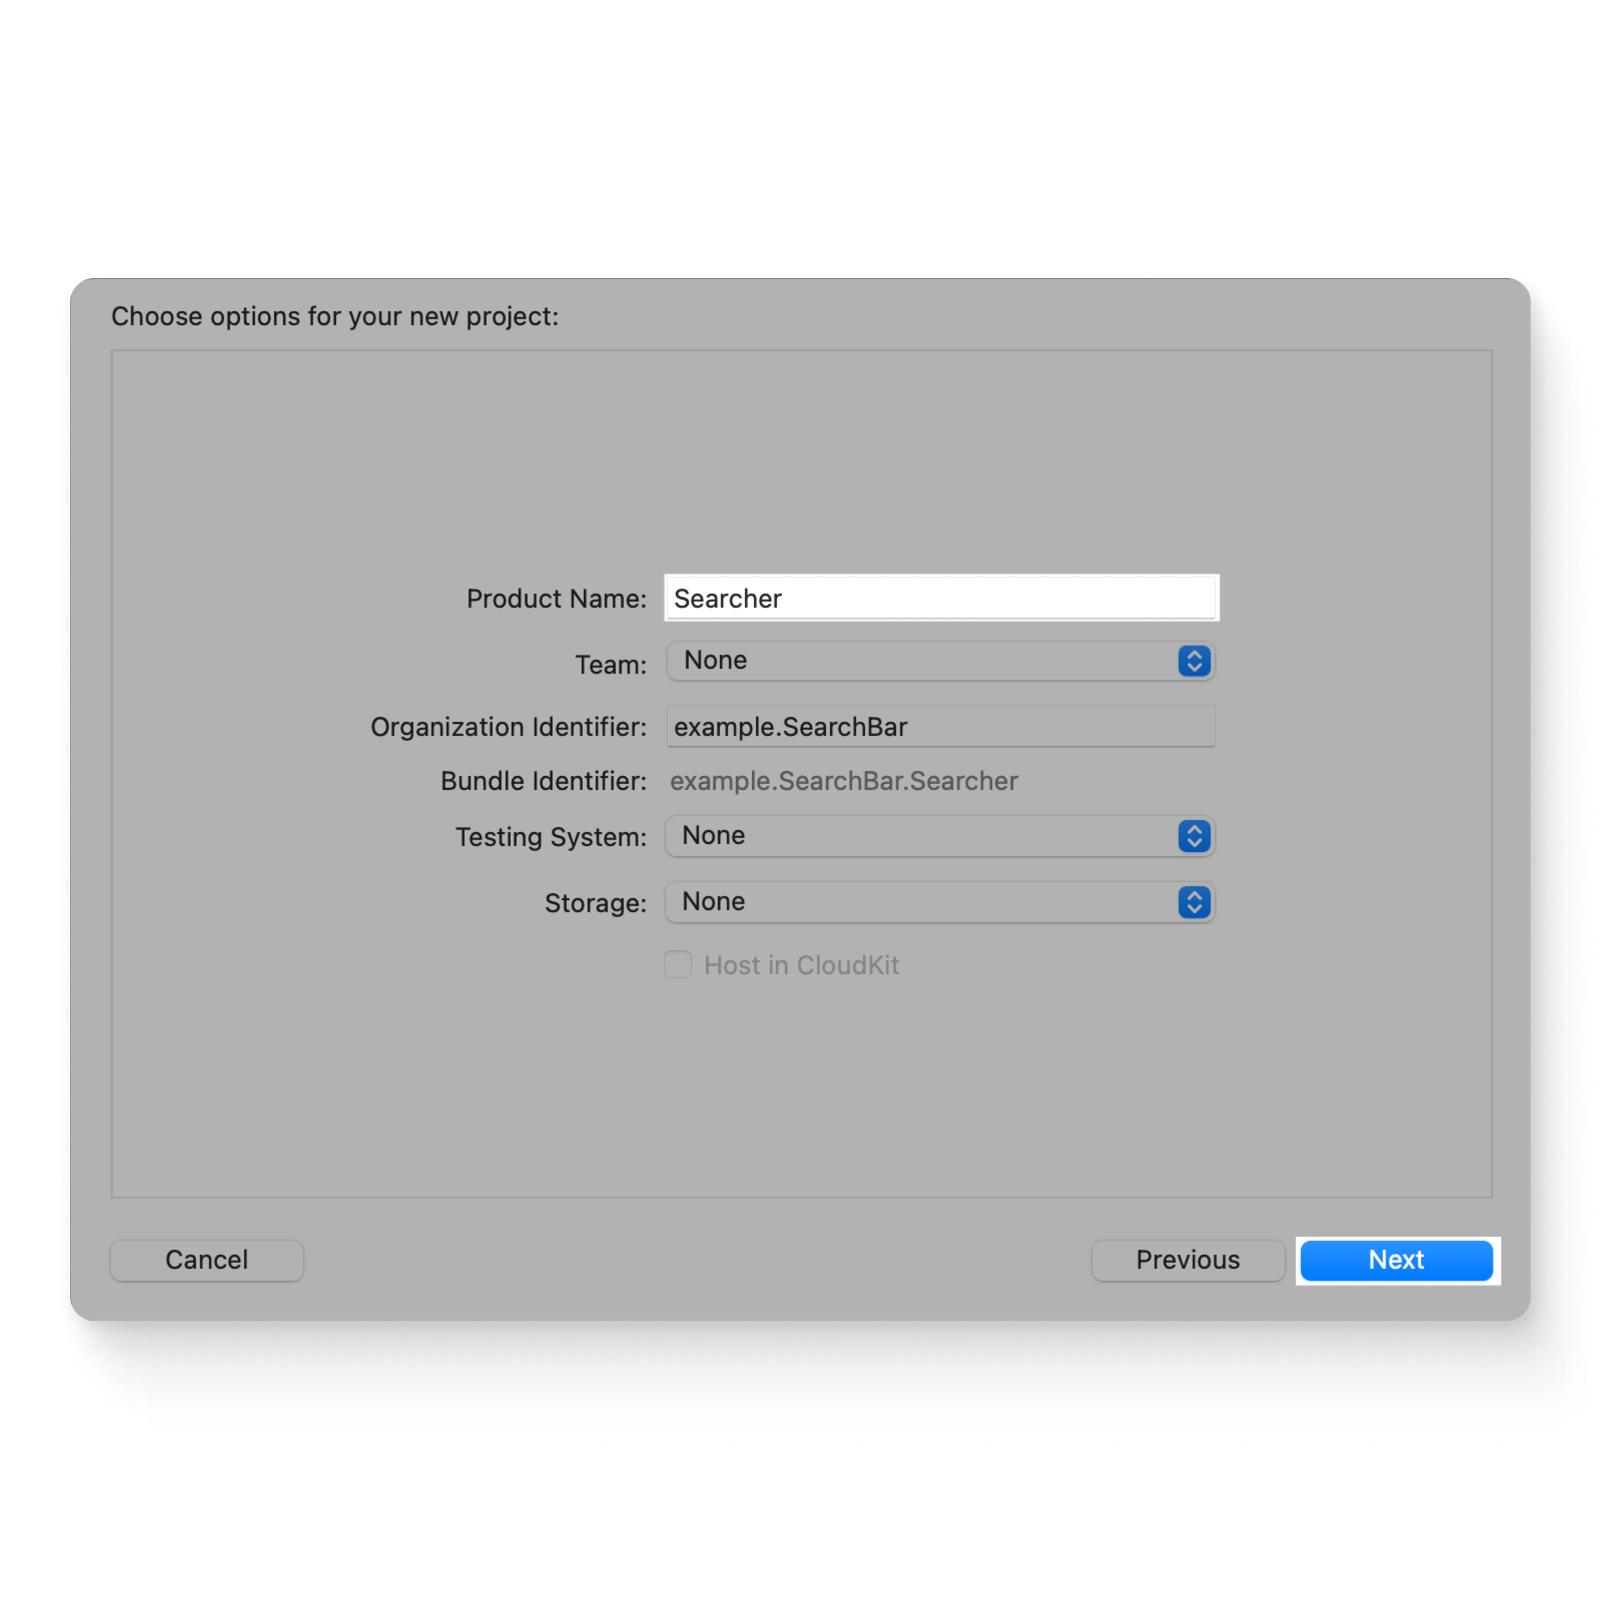 Choose options for your new project:
Product Name: Searcher
Team: None
Organization Identifier: example.SearchBar
Bundle Identifier: example.SearchBar.Searcher
Testing System: None
Storage: None
Host in CloudKit
Cancel Previous Next